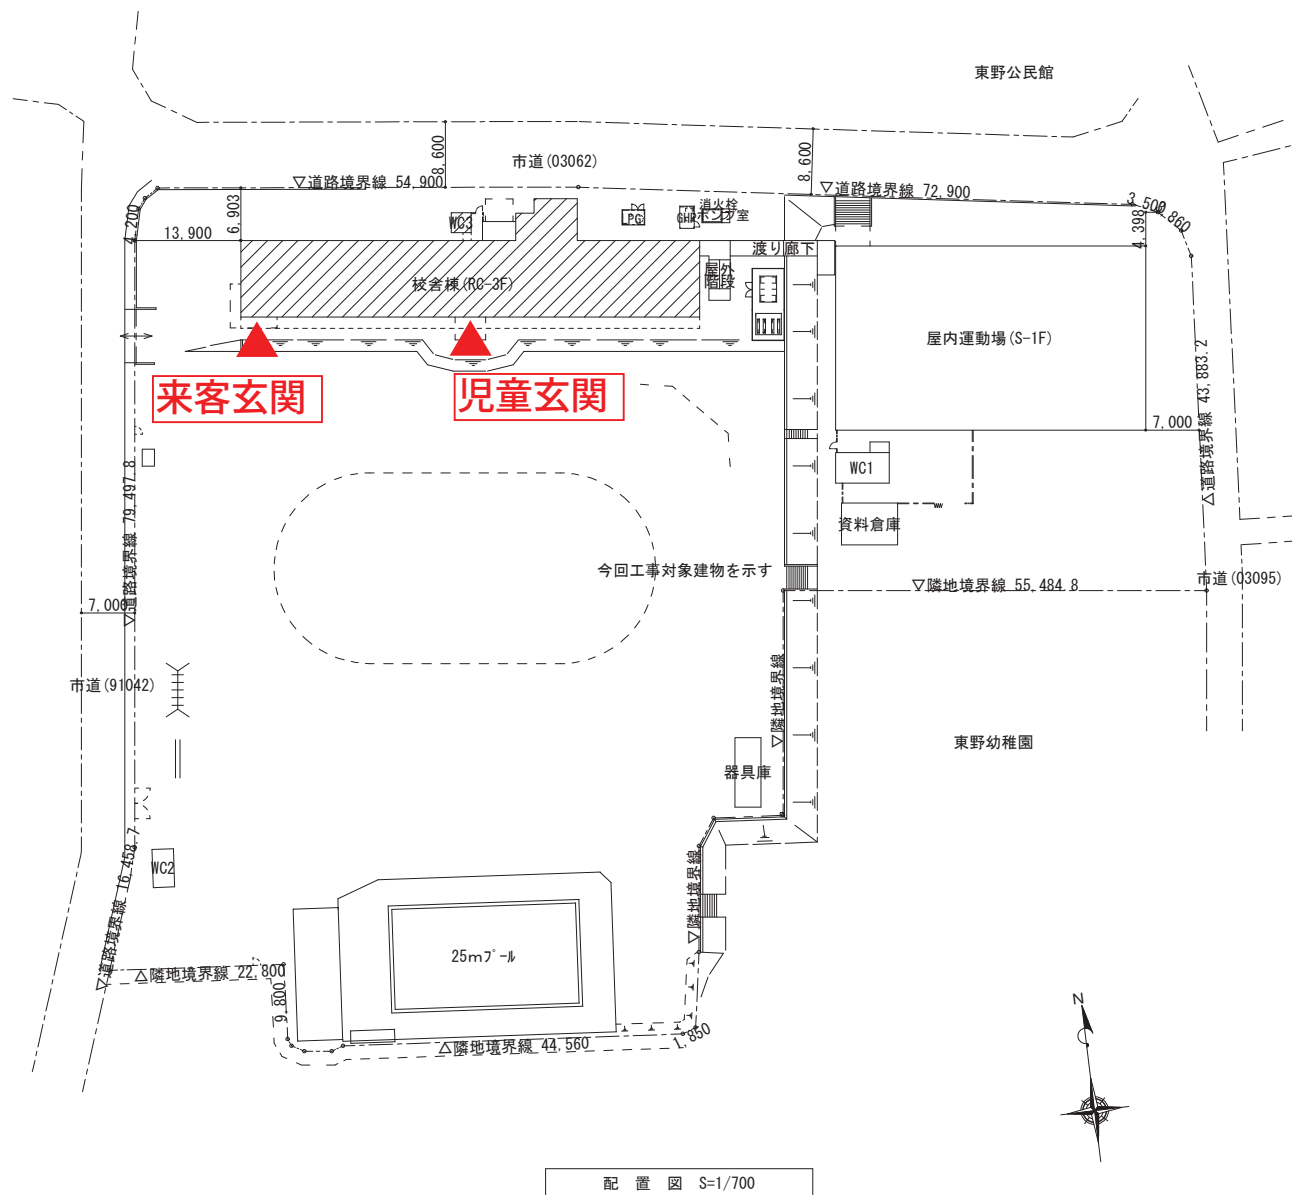 東野公民館
8,600
市道(03062)
8,600
▽道路境界線 54,900
▽道路境界線 72,900
3,500
4,200
13,900
6,903
WC3
LPG
GHP
消火栓
ポンプ室
4,398
渡り廊下
校舎棟(RC-3F)
屋外
階段
屋内運動場(S-1F)
来客玄関
児童玄関
7,000
△道路境界線 43,883.2
WC1
資料倉庫
▽道路境界線 79,497.8
今回工事対象建物を示す
▽隣地境界線 55,484.8
市道(03095)
7,000
市道(91042)
▽隣地境界線
東野幼稚園
器具庫
WC2
▽道路境界線 16,458.7
▽隣地境界線
25mプール
△隣地境界線 22,800
9,800
△隣地境界線 44,560
1,850
N
配 置 図 S=1/700